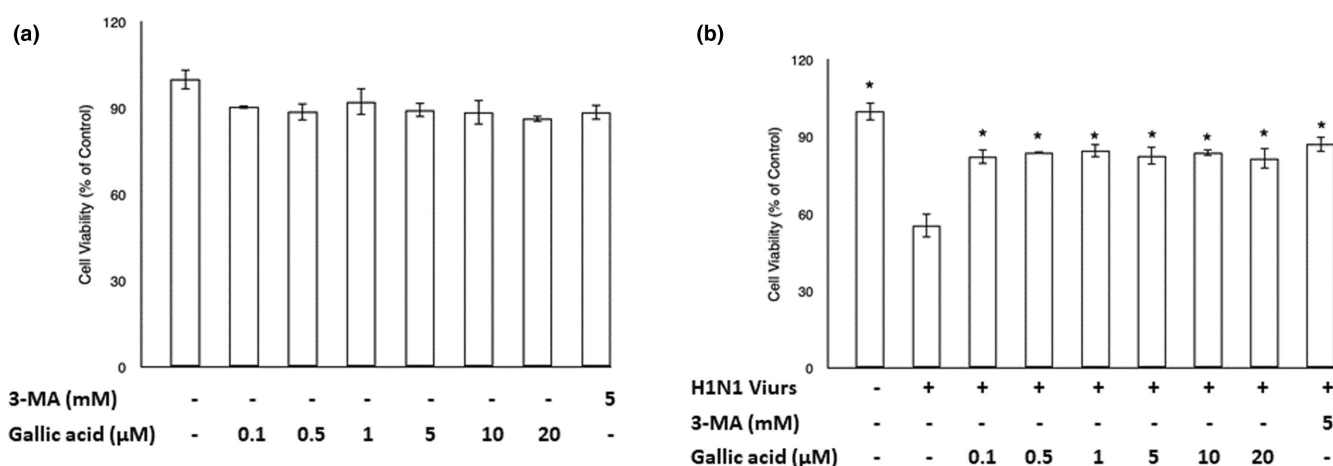 (a)
120
90
60
30
0
Cell Viability (% of Control)
3-MA (mM) - - - - - - - 5
Gallic acid (μM) - 0.1 0.5 1 5 10 20 -
(b)
120
90
60
30
0
Cell Viability (% of Control)
* * * * * * * *
H1N1 Viurs - + + + + + + + +
3-MA (mM) - - - - - - - - 5
Gallic acid (μM) - - 0.1 0.5 1 5 10 20 -